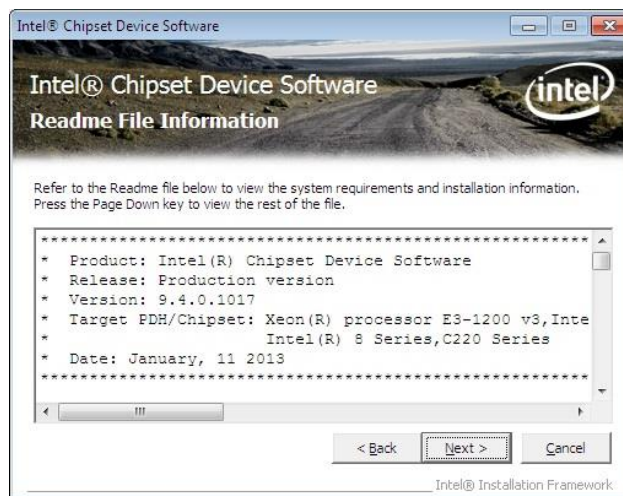 Intel® Chipset Device Software
Intel® Chipset Device Software
intel
Readme File Information
Refer to the Readme file below to view the system requirements and installation information.
Press the Page Down key to view the rest of the file.
************************************************************
* Product: Intel(R) Chipset Device Software
* Release: Production version
* Version: 9.4.0.1017
* Target PDH/Chipset: Xeon(R) processor E3-1200 v3,Inte
* Intel(R) 8 Series,C220 Series
* Date: January, 11 2013
************************************************************
< Back Next > Cancel
Intel® Installation Framework